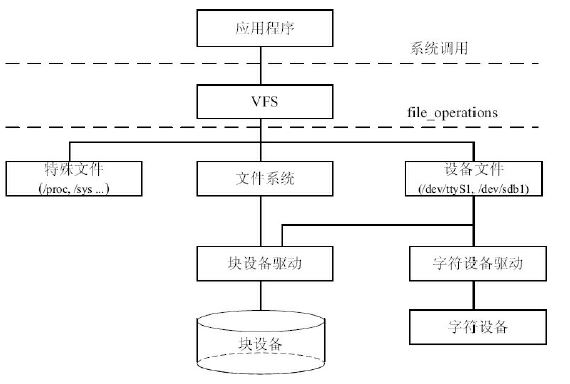 应用程序
系统调用
VFS
file_operations
特殊文件
(/proc, /sys ...)
文件系统
设备文件
(/dev/ttyS1, /dev/sdb1)
块设备驱动
字符设备驱动
块设备
字符设备